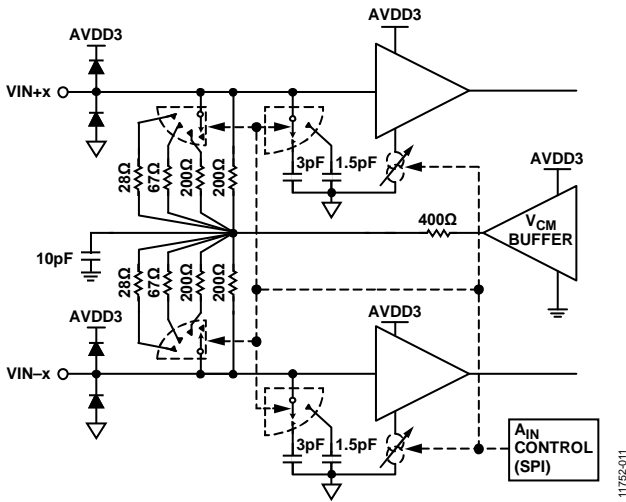 AVDD3
AVDD3
VIN+x
28Ω
67Ω
200Ω
200Ω
3pF
1.5pF
AVDD3
400Ω
VCM
BUFFER
10pF
28Ω
67Ω
200Ω
200Ω
AVDD3
AVDD3
VIN–x
3pF
1.5pF
AIN
CONTROL
(SPI)
11752-011